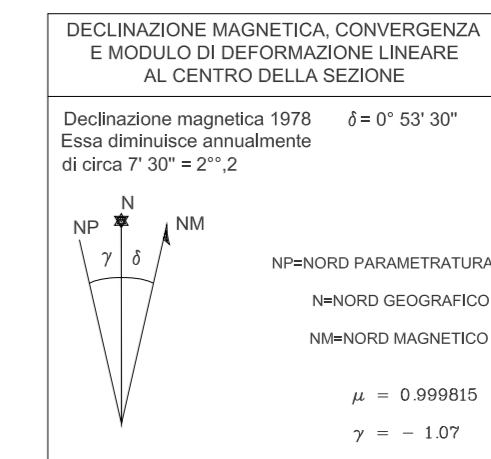 DECLINAZIONE MAGNETICA, CONVERGENZA
E MODULO DI DEFORMAZIONE LINEARE
AL CENTRO DELLA SEZIONE
Declinazione magnetica 1978 δ = 0° 53' 30"
Essa diminuisce annualmente
di circa 7' 30" = 2°°,2
N
NP NM
γ δ
NP=NORD PARAMETRATURA
N=NORD GEOGRAFICO
NM=NORD MAGNETICO
μ = 0.999815
γ = - 1.07